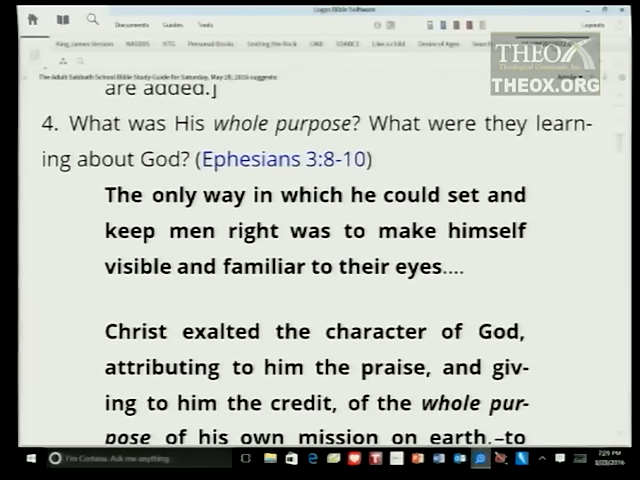 Logos Bible Software
Documents Guides Tools Layouts
King James Version NASB95 NTG Personal Books Smiting the Rock SDABC5 Like a child Desire of Ages
THEOX
THEOX.ORG
The Adult Sabbath School Bible Study Guide for Saturday, May 28, 2016 suggests:
are added.]
4. What was His whole purpose? What were they learn-
ing about God? (Ephesians 3:8-10)
The only way in which he could set and
keep men right was to make himself
visible and familiar to their eyes....
Christ exalted the character of God,
attributing to him the praise, and giv-
ing to him the credit, of the whole pur-
pose of his own mission on earth,–to
I'm Cortana. Ask me anything.
7:29 PM